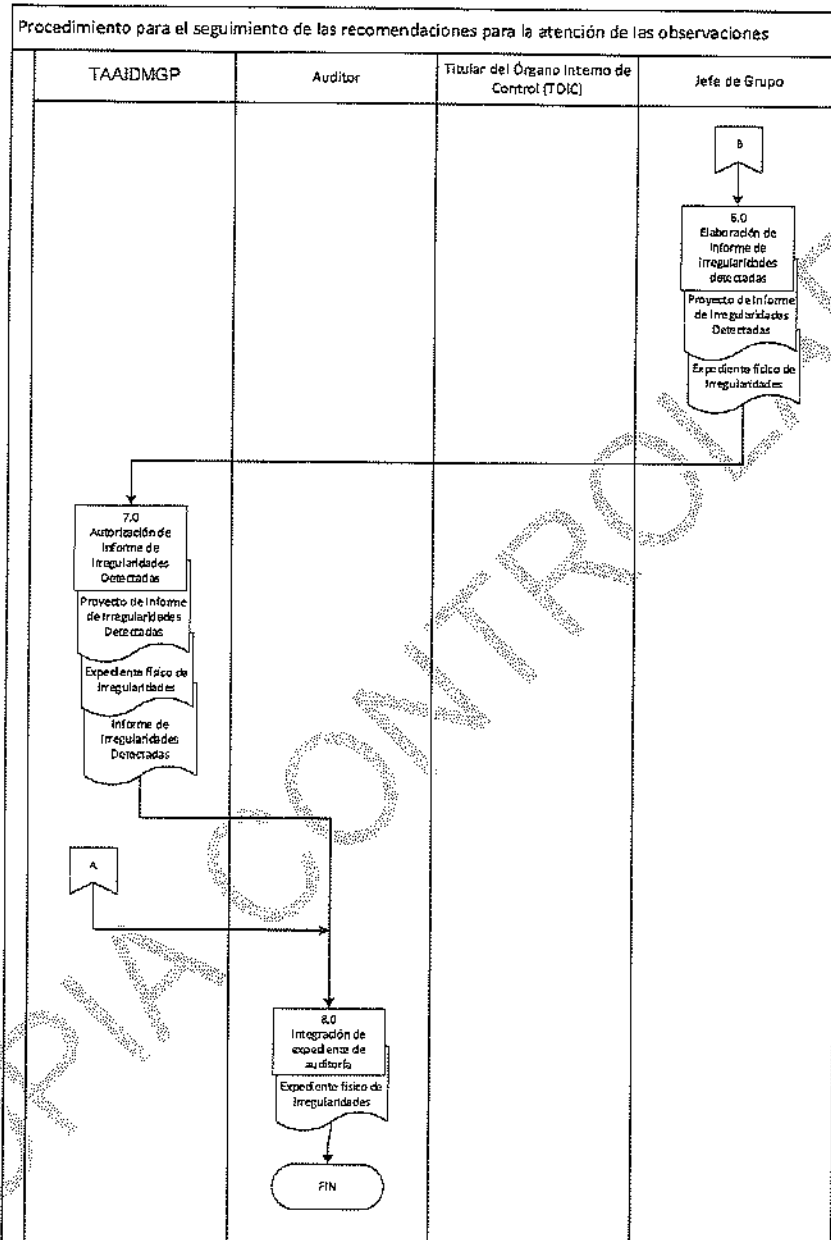 Procedimiento para el seguimiento de las recomendaciones para la atención de las observaciones
TAAIDMGP
Auditor
Titular del Órgano Interno de
Control (TOIC)
Jefe de Grupo
B
6.0
Elaboración de
Informe de
irregularidades
detectadas
Proyecto de Informe
de Irregularidades
Detectadas
Expediente físico de
Irregularidades
7.0
Autorización de
Informe de
Irregularidades
Detectadas
Proyecto de Informe
de Irregularidades
Detectadas
Expediente físico de
Irregularidades
Informe de
Irregularidades
Detectadas
A
8.0
Integración de
expediente de
auditoría
Expediente físico de
Irregularidades
FIN
CONTROL